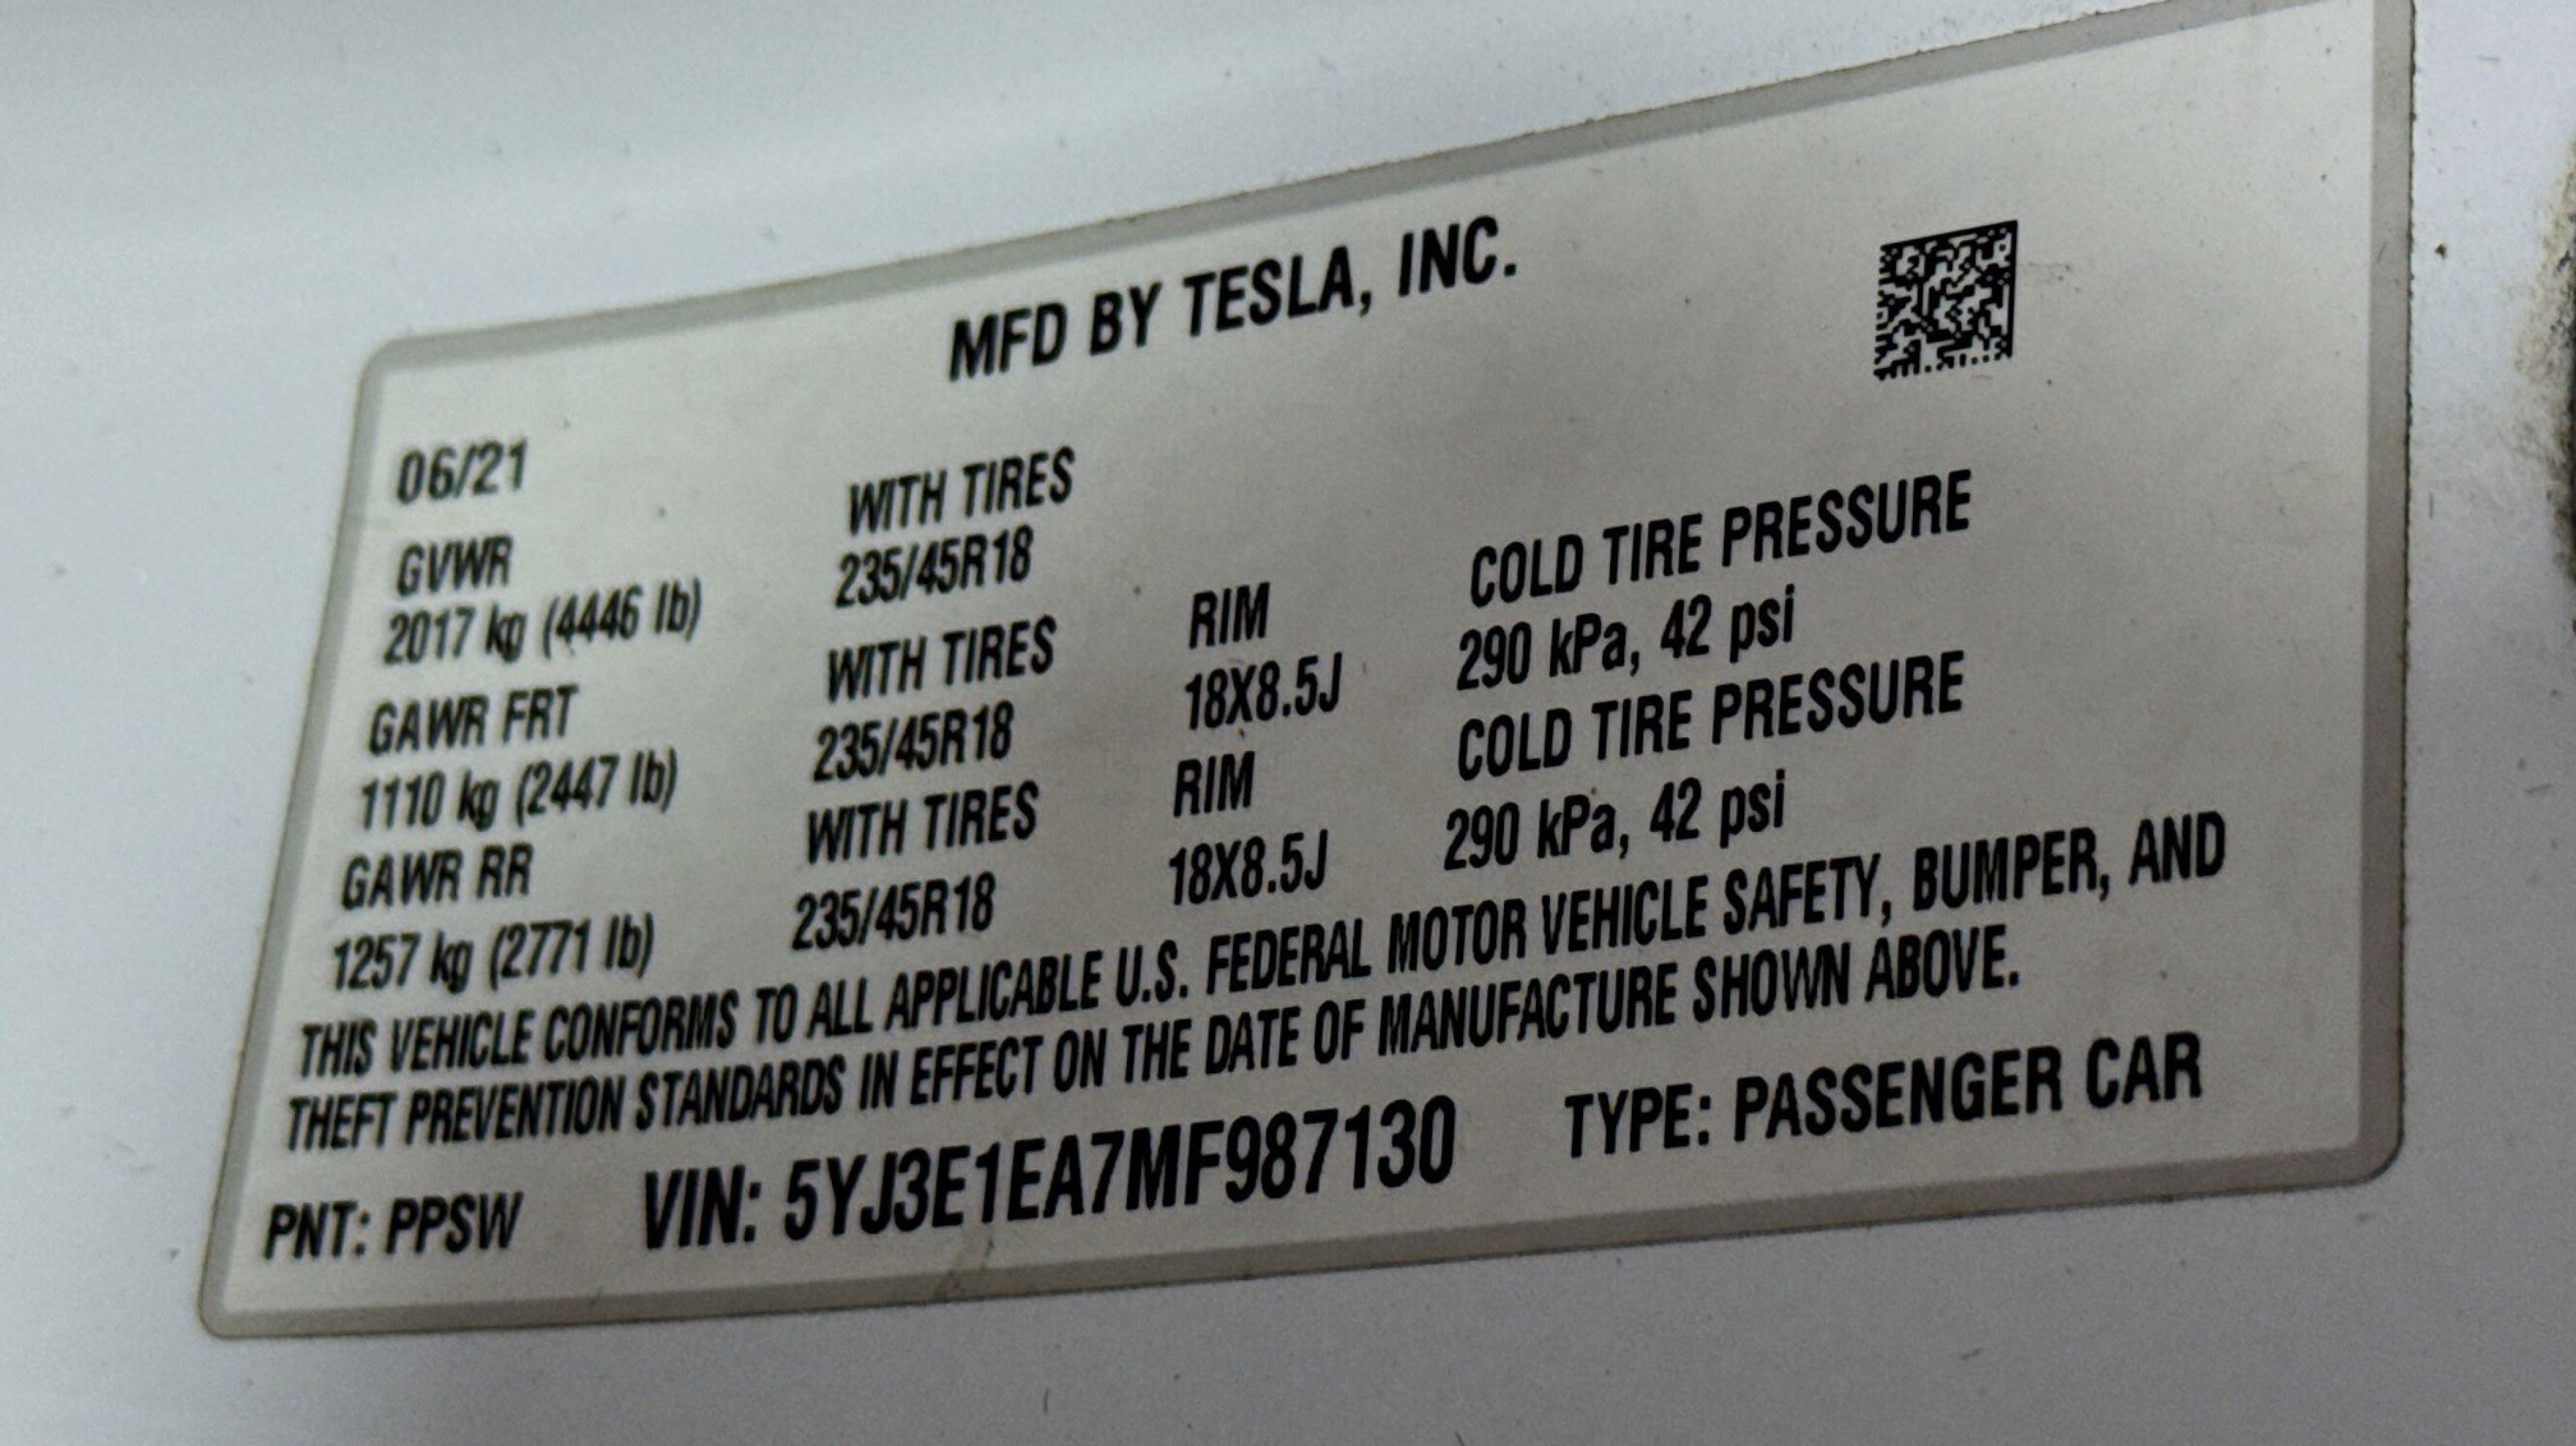 MFD BY TESLA, INC.
06/21
GVWR WITH TIRES
2017 kg (4446 lb) 235/45R18
GAWR FRT WITH TIRES RIM COLD TIRE PRESSURE
1110 kg (2447 lb) 235/45R18 18X8.5J 290 kPa, 42 psi
GAWR RR WITH TIRES RIM COLD TIRE PRESSURE
1257 kg (2771 lb) 235/45R18 18X8.5J 290 kPa, 42 psi
THIS VEHICLE CONFORMS TO ALL APPLICABLE U.S. FEDERAL MOTOR VEHICLE SAFETY, BUMPER, AND
THEFT PREVENTION STANDARDS IN EFFECT ON THE DATE OF MANUFACTURE SHOWN ABOVE.
PNT: PPSW VIN: 5YJ3E1EA7MF987130 TYPE: PASSENGER CAR